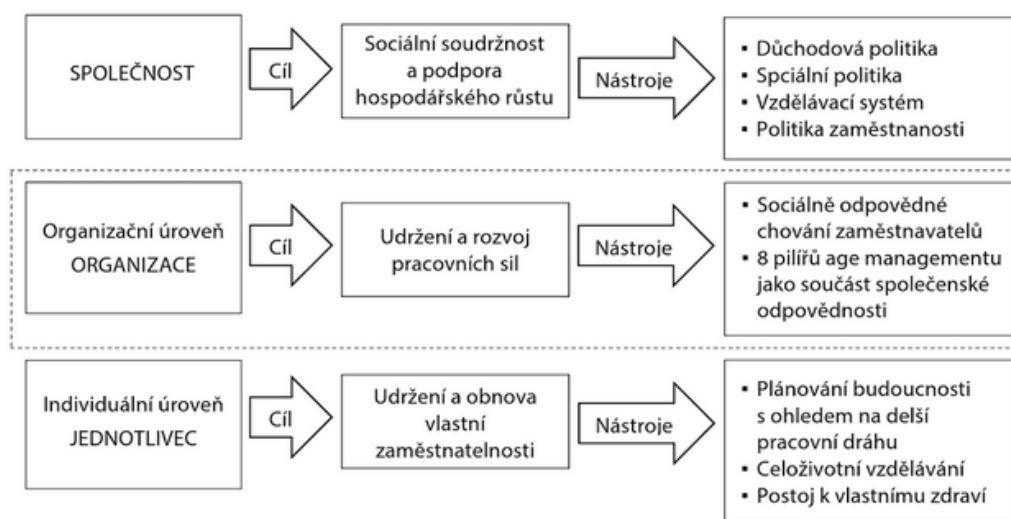 SPOLEČNOST
Cíl
Sociální soudržnost
a podpora
hospodářského růstu
Nástroje
▪ Důchodová politika
▪ Spciální politika
▪ Vzdělávací systém
▪ Politika zaměstnanosti
Organizační úroveň
ORGANIZACE
Cíl
Udržení a rozvoj
pracovních sil
Nástroje
▪ Sociálně odpovědné
chování zaměstnavatelů
▪ 8 pilířů age managementu
jako součást společenské
odpovědnosti
Individuální úroveň
JEDNOTLIVEC
Cíl
Udržení a obnova
vlastní
zaměstnatelnosti
Nástroje
▪ Plánování budoucnosti
s ohledem na delší
pracovní dráhu
▪ Celoživotní vzdělávání
▪ Postoj k vlastnímu zdraví